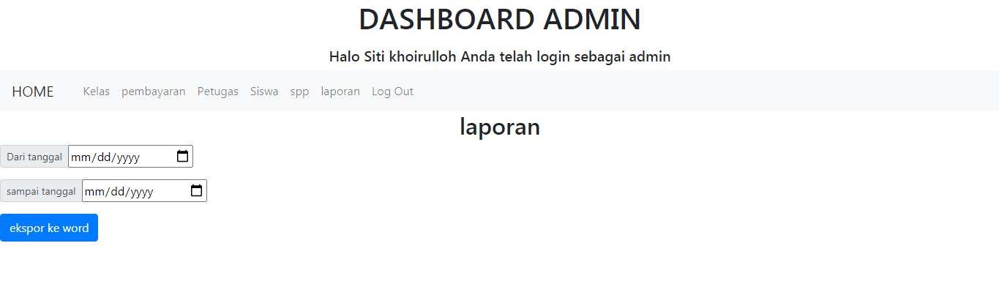 DASHBOARD ADMIN
Halo Siti khoirulloh Anda telah login sebagai admin
HOME Kelas pembayaran Petugas Siswa spp laporan Log Out
laporan
Dari tanggal mm/dd/yyyy
sampai tanggal mm/dd/yyyy
ekspor ke word